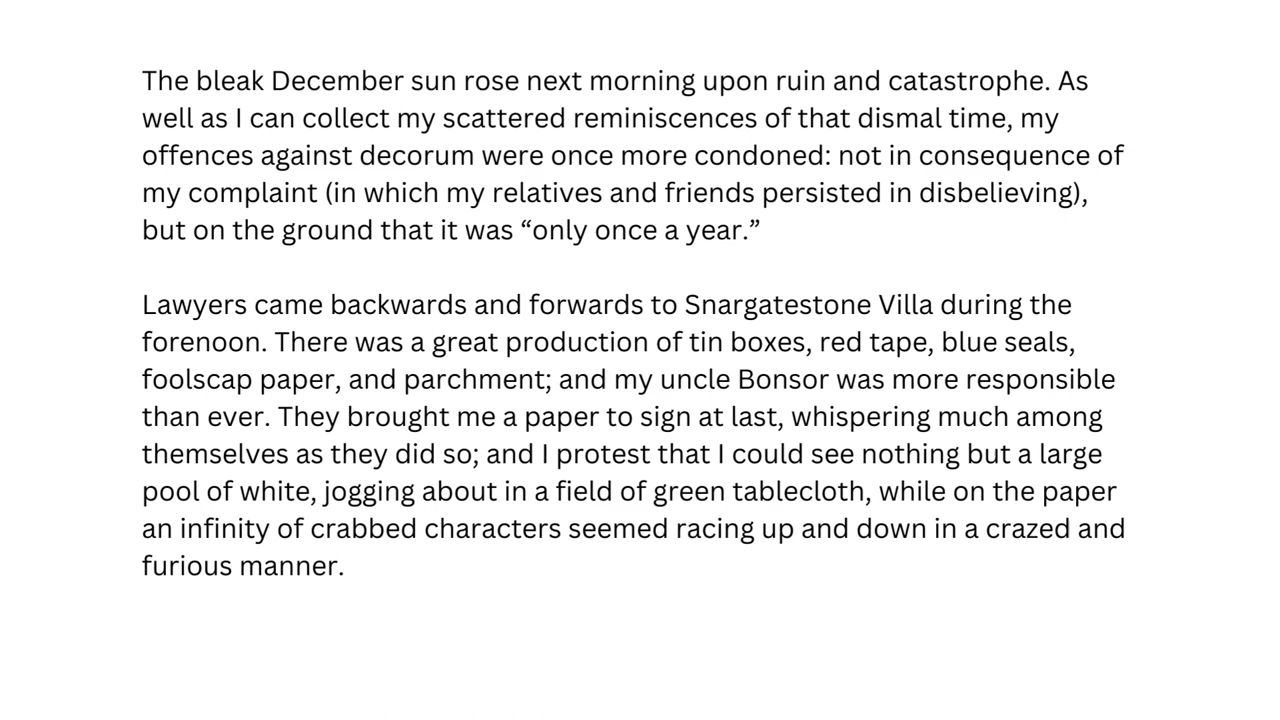 The bleak December sun rose next morning upon ruin and catastrophe. As
well as I can collect my scattered reminiscences of that dismal time, my
offences against decorum were once more condoned: not in consequence of
my complaint (in which my relatives and friends persisted in disbelieving),
but on the ground that it was “only once a year.”
Lawyers came backwards and forwards to Snargatestone Villa during the
forenoon. There was a great production of tin boxes, red tape, blue seals,
foolscap paper, and parchment; and my uncle Bonsor was more responsible
than ever. They brought me a paper to sign at last, whispering much among
themselves as they did so; and I protest that I could see nothing but a large
pool of white, jogging about in a field of green tablecloth, while on the paper
an infinity of crabbed characters seemed racing up and down in a crazed and
furious manner.